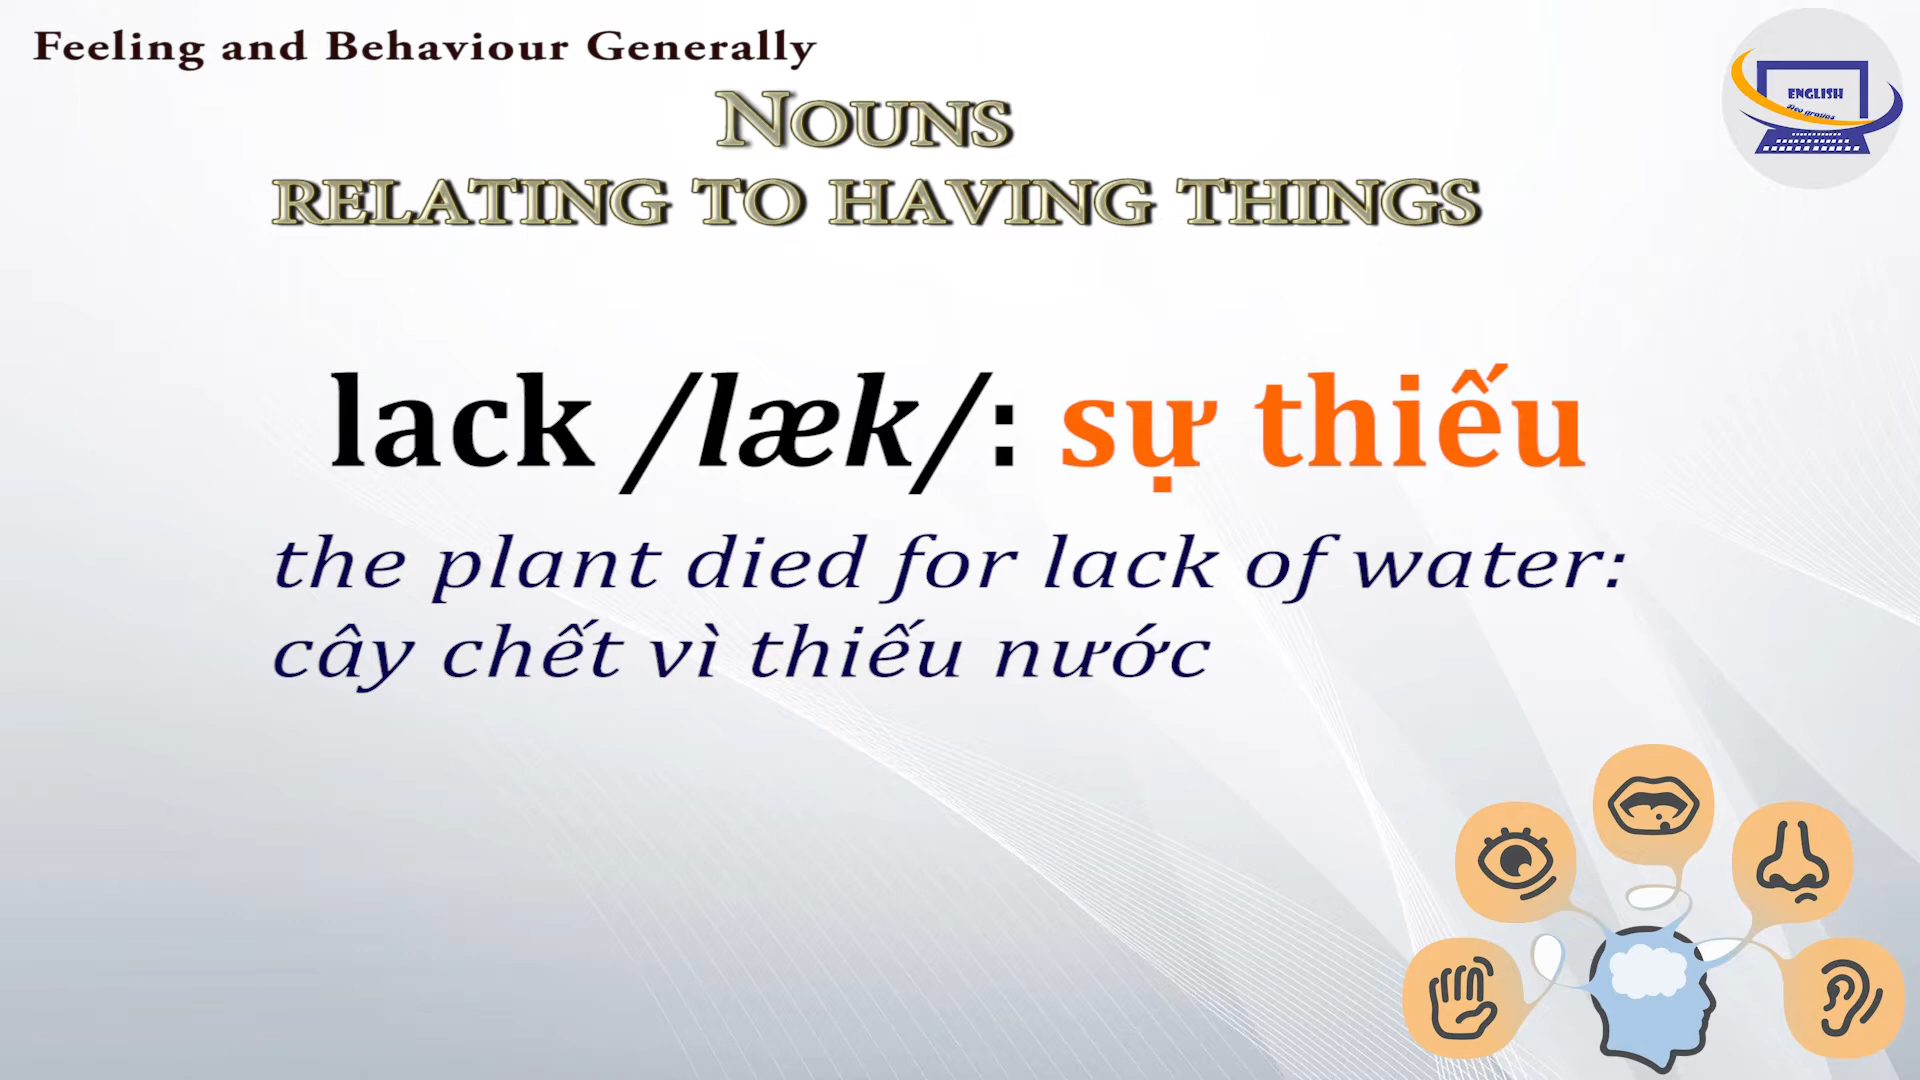 Feeling and Behaviour Generally
ENGLISH
NOUNS
RELATING TO HAVING THINGS
lack /læk/: sự thiếu
the plant died for lack of water:
cây chết vì thiếu nước